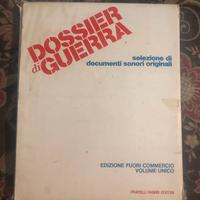 DOSSIER
di GUERRA
selezione di
documenti sonori originali
EDIZIONE FUORI COMMERCIO
VOLUME UNICO
FRATELLI FABBRI EDITORI